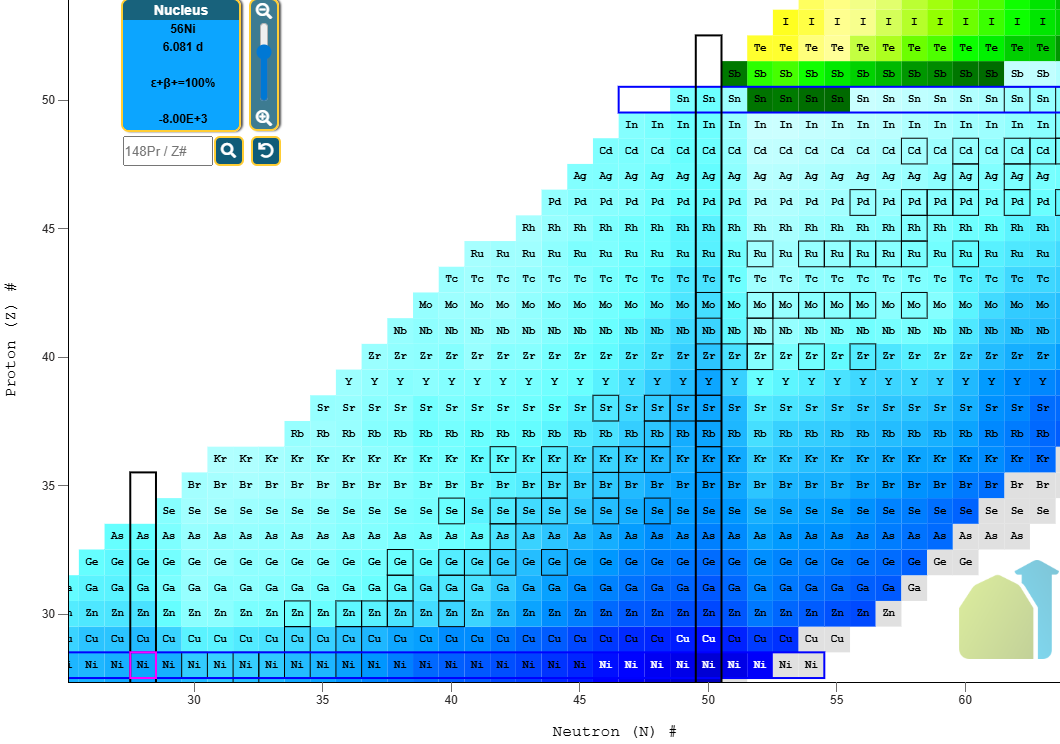 Nucleus
56Ni
6.081 d
ε+β+=100%
-8.00E+3
148Pr / Z#
I I I I I I I I I I I
Te Te Te Te Te Te Te Te Te Te Te Te
Sb Sb Sb Sb Sb Sb Sb Sb Sb Sb Sb Sb Sb
50 Sn Sn Sn Sn Sn Sn Sn Sn Sn Sn Sn Sn Sn Sn Sn
In In In In In In In In In In In In In In In In In
Cd Cd Cd Cd Cd Cd Cd Cd Cd Cd Cd Cd Cd Cd Cd Cd Cd Cd
Ag Ag Ag Ag Ag Ag Ag Ag Ag Ag Ag Ag Ag Ag Ag Ag Ag Ag Ag
Pd Pd Pd Pd Pd Pd Pd Pd Pd Pd Pd Pd Pd Pd Pd Pd Pd Pd Pd Pd
45 Rh Rh Rh Rh Rh Rh Rh Rh Rh Rh Rh Rh Rh Rh Rh Rh Rh Rh Rh Rh Rh
Ru Ru Ru Ru Ru Ru Ru Ru Ru Ru Ru Ru Ru Ru Ru Ru Ru Ru Ru Ru Ru Ru Ru
Tc Tc Tc Tc Tc Tc Tc Tc Tc Tc Tc Tc Tc Tc Tc Tc Tc Tc Tc Tc Tc Tc Tc Tc
Mo Mo Mo Mo Mo Mo Mo Mo Mo Mo Mo Mo Mo Mo Mo Mo Mo Mo Mo Mo Mo Mo Mo Mo Mo
Nb Nb Nb Nb Nb Nb Nb Nb Nb Nb Nb Nb Nb Nb Nb Nb Nb Nb Nb Nb Nb Nb Nb Nb Nb Nb
40 Zr Zr Zr Zr Zr Zr Zr Zr Zr Zr Zr Zr Zr Zr Zr Zr Zr Zr Zr Zr Zr Zr Zr Zr Zr Zr Zr
Y Y Y Y Y Y Y Y Y Y Y Y Y Y Y Y Y Y Y Y Y Y Y Y Y Y Y Y
Sr Sr Sr Sr Sr Sr Sr Sr Sr Sr Sr Sr Sr Sr Sr Sr Sr Sr Sr Sr Sr Sr Sr Sr Sr Sr Sr Sr Sr
Rb Rb Rb Rb Rb Rb Rb Rb Rb Rb Rb Rb Rb Rb Rb Rb Rb Rb Rb Rb Rb Rb Rb Rb Rb Rb Rb Rb Rb Rb
Kr Kr Kr Kr Kr Kr Kr Kr Kr Kr Kr Kr Kr Kr Kr Kr Kr Kr Kr Kr Kr Kr Kr Kr Kr Kr Kr Kr Kr Kr Kr Kr Kr
35 Br Br Br Br Br Br Br Br Br Br Br Br Br Br Br Br Br Br Br Br Br Br Br Br Br Br Br Br Br Br Br Br Br Br
Se Se Se Se Se Se Se Se Se Se Se Se Se Se Se Se Se Se Se Se Se Se Se Se Se Se Se Se Se Se Se Se Se Se Se
As As As As As As As As As As As As As As As As As As As As As As As As As As As As As As As As As As As As
Ge Ge Ge Ge Ge Ge Ge Ge Ge Ge Ge Ge Ge Ge Ge Ge Ge Ge Ge Ge Ge Ge Ge Ge Ge Ge Ge Ge Ge Ge Ge Ge Ge Ge Ge
Ga Ga Ga Ga Ga Ga Ga Ga Ga Ga Ga Ga Ga Ga Ga Ga Ga Ga Ga Ga Ga Ga Ga Ga Ga Ga Ga Ga Ga Ga Ga Ga Ga
30 Zn Zn Zn Zn Zn Zn Zn Zn Zn Zn Zn Zn Zn Zn Zn Zn Zn Zn Zn Zn Zn Zn Zn Zn Zn Zn Zn Zn Zn Zn Zn Zn
Cu Cu Cu Cu Cu Cu Cu Cu Cu Cu Cu Cu Cu Cu Cu Cu Cu Cu Cu Cu Cu Cu Cu Cu Cu Cu Cu Cu Cu Cu
Ni Ni Ni Ni Ni Ni Ni Ni Ni Ni Ni Ni Ni Ni Ni Ni Ni Ni Ni Ni Ni Ni Ni Ni Ni Ni Ni Ni Ni
30 35 40 45 50 55 60
Neutron (N) #
Proton (Z) #